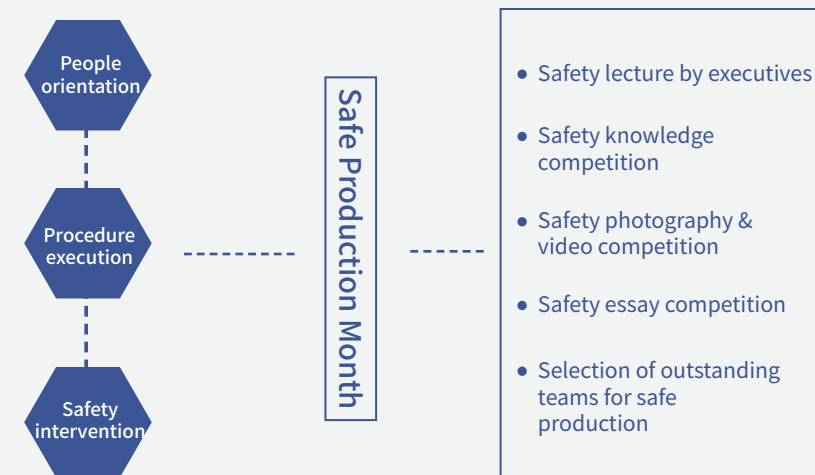 People
orientation
Procedure
execution
Safety
intervention
Safe Production Month
● Safety lecture by executives
● Safety knowledge
competition
● Safety photography &
video competition
● Safety essay competition
● Selection of outstanding
teams for safe
production